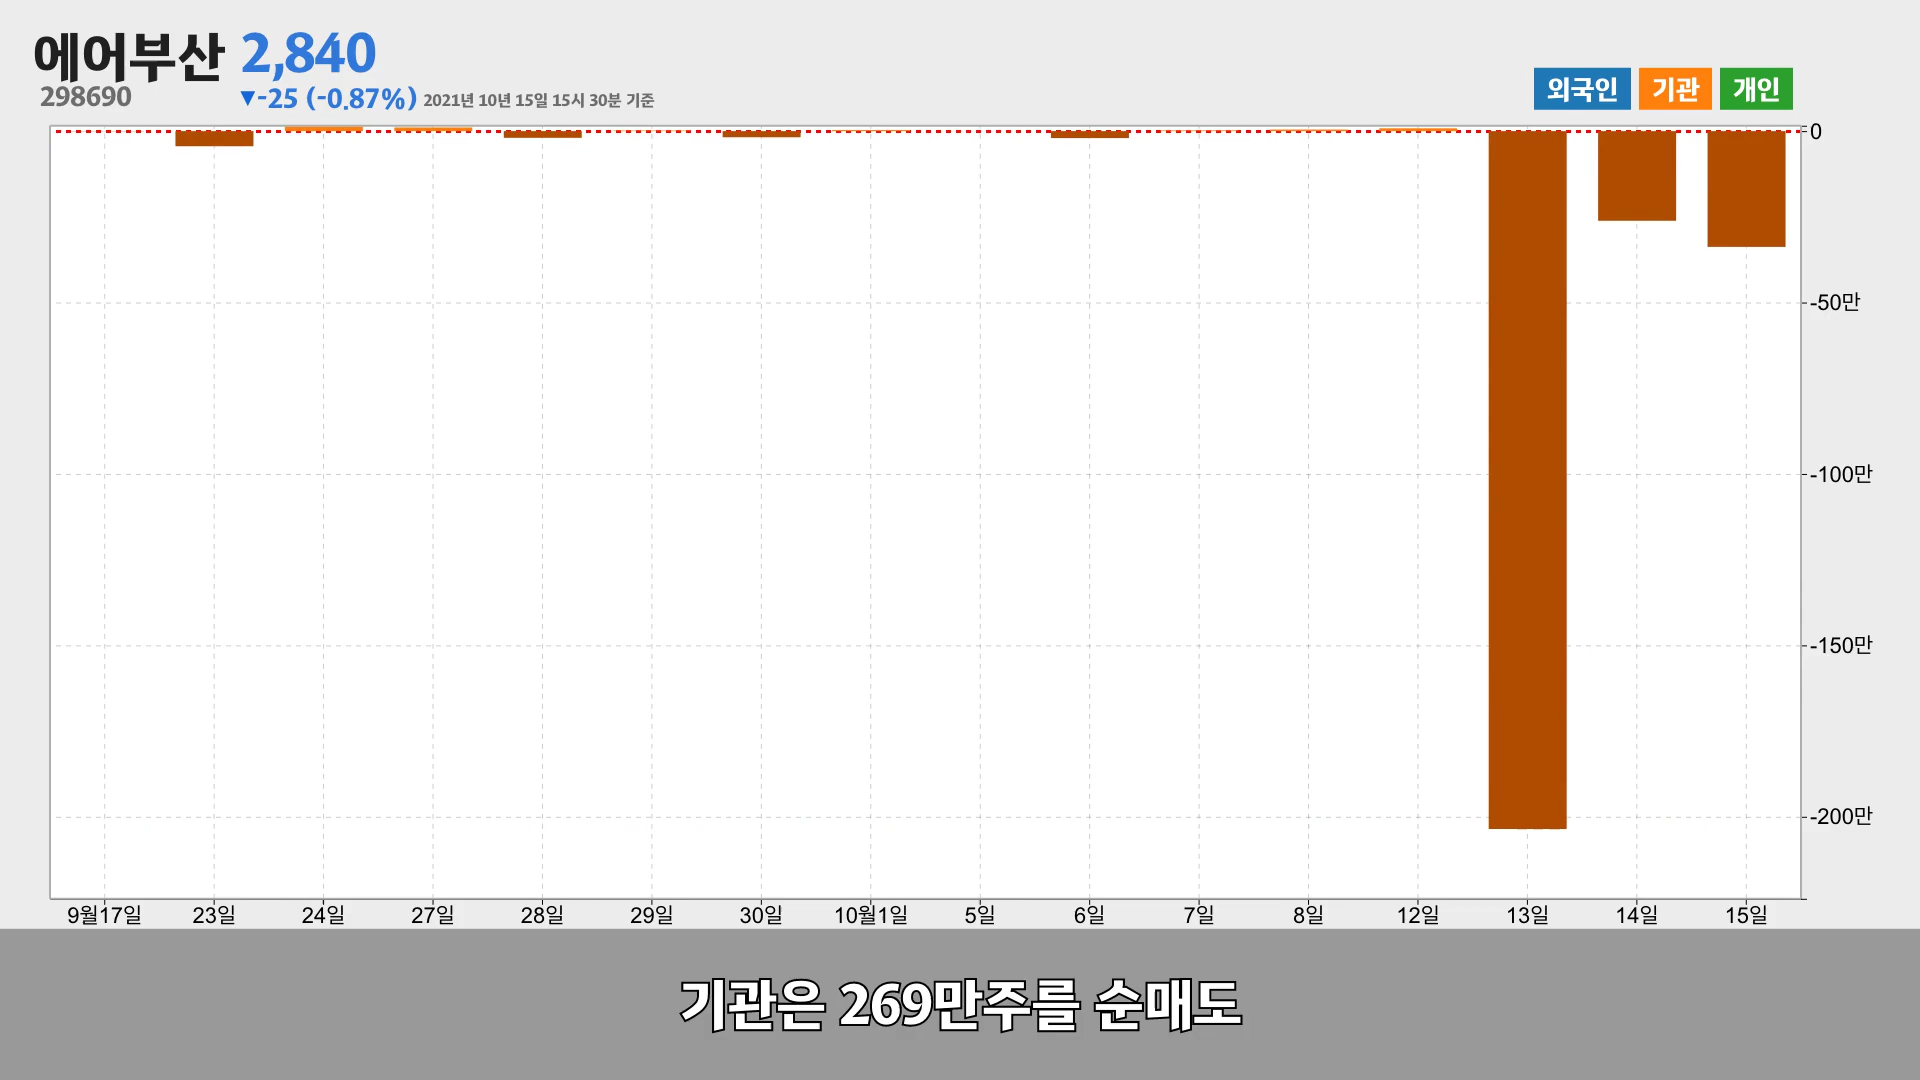 에어부산 2,840
298690
▼-25 (-0.87%) 2021년 10년 15일 15시 30분 기준
외국인 기관 개인
0
-50만
-100만
-150만
-200만
9월17일 23일 24일 27일 28일 29일 30일 10월1일 5일 6일 7일 8일 12일 13일 14일 15일
기관은 269만주를 순매도